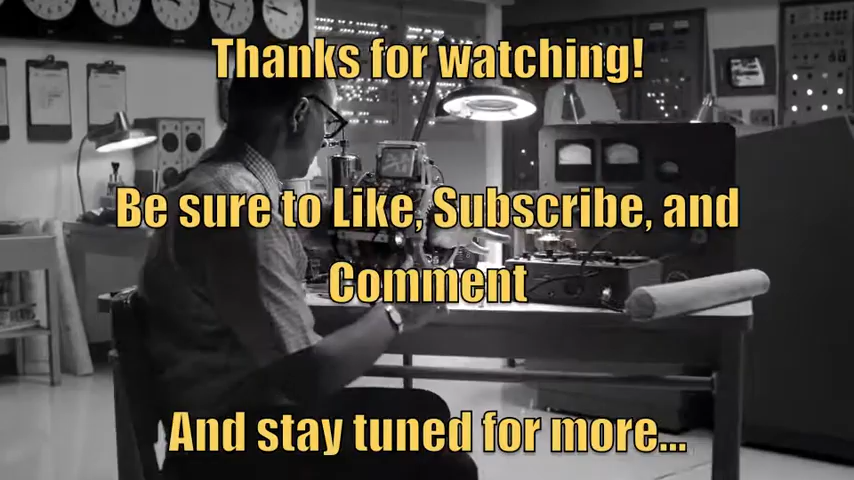 Thanks for watching!
Be sure to Like, Subscribe, and
Comment
And stay tuned for more...